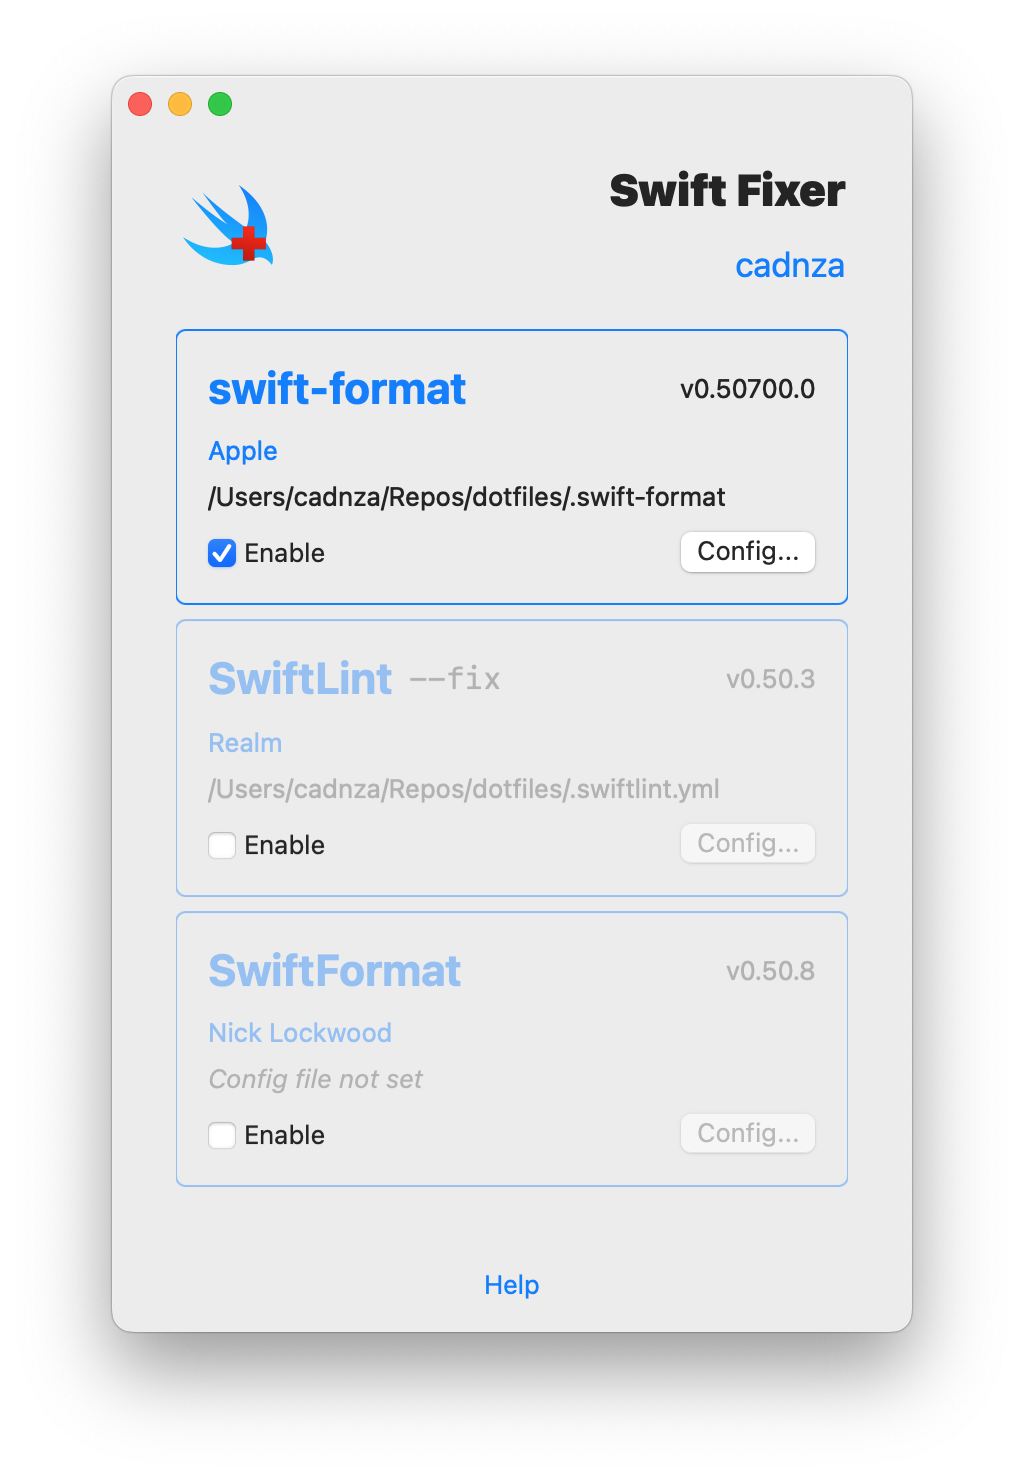 Swift Fixer
cadnza
swift-format v0.50700.0
Apple
/Users/cadnza/Repos/dotfiles/.swift-format
Enable Config...
SwiftLint --fix v0.50.3
Realm
/Users/cadnza/Repos/dotfiles/.swiftlint.yml
Enable Config...
SwiftFormat v0.50.8
Nick Lockwood
Config file not set
Enable Config...
Help